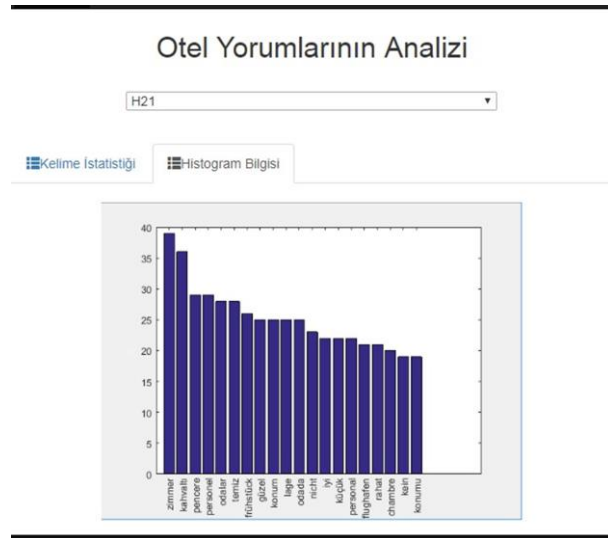 Otel Yorumlarının Analizi
H21
Kelime İstatistiği
Histogram Bilgisi
40
35
30
25
20
15
10
5
0
zimmer
kahvaltı
pencere
personel
odalar
temiz
frühstück
güzel
konum
lage
odada
nicht
iyi
küçük
personal
flughafen
rahat
chambre
kein
konumu